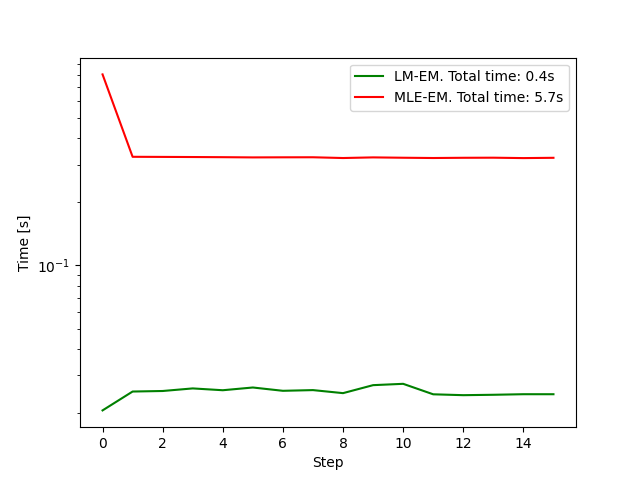 LM-EM. Total time: 0.4s
MLE-EM. Total time: 5.7s
Time [s]
10⁻¹
0 2 4 6 8 10 12 14
Step